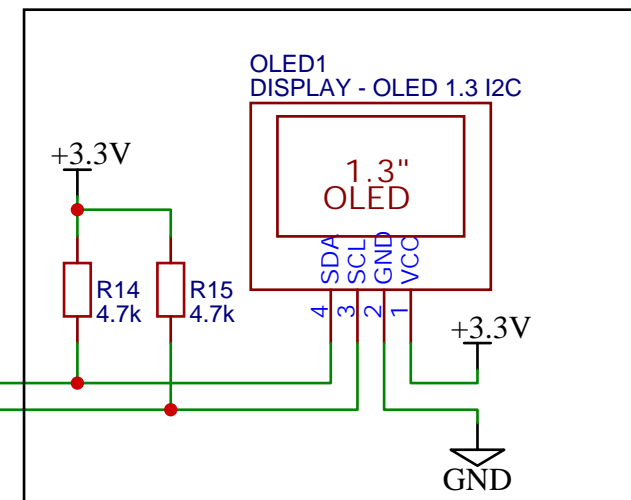 OLED1
DISPLAY - OLED 1.3 I2C
+3.3V
1.3"
OLED
SDA
SCL
GND
VCC
R14
4.7k
R15
4.7k
4
3
2
1
+3.3V
GND